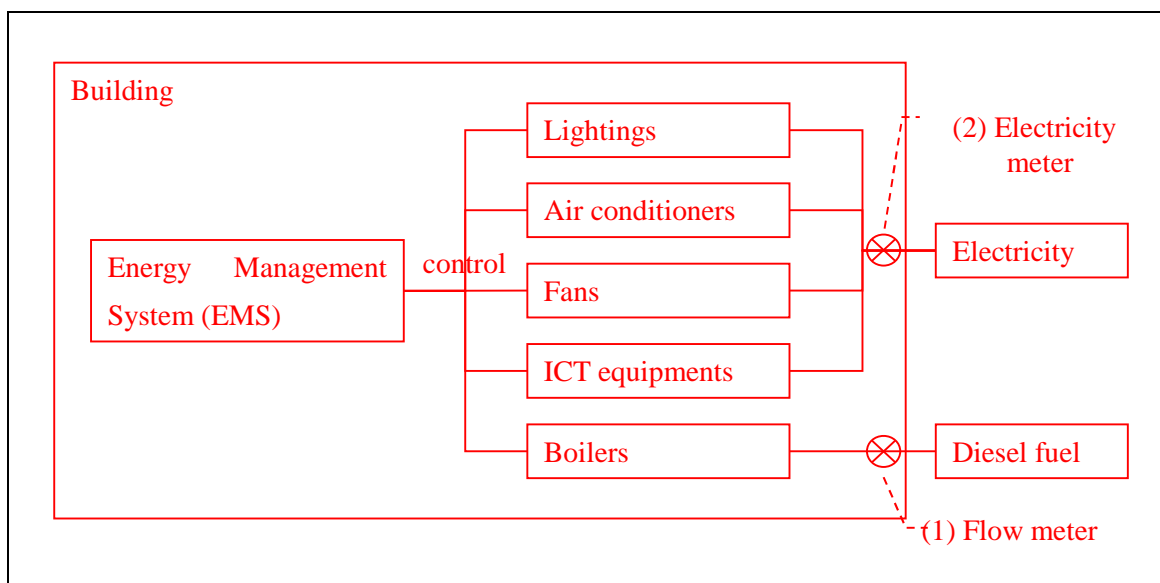 Building
Lightings
(2) Electricity
meter
Air conditioners
Energy Management
System (EMS)
control
Electricity
Fans
ICT equipments
Boilers
Diesel fuel
(1) Flow meter